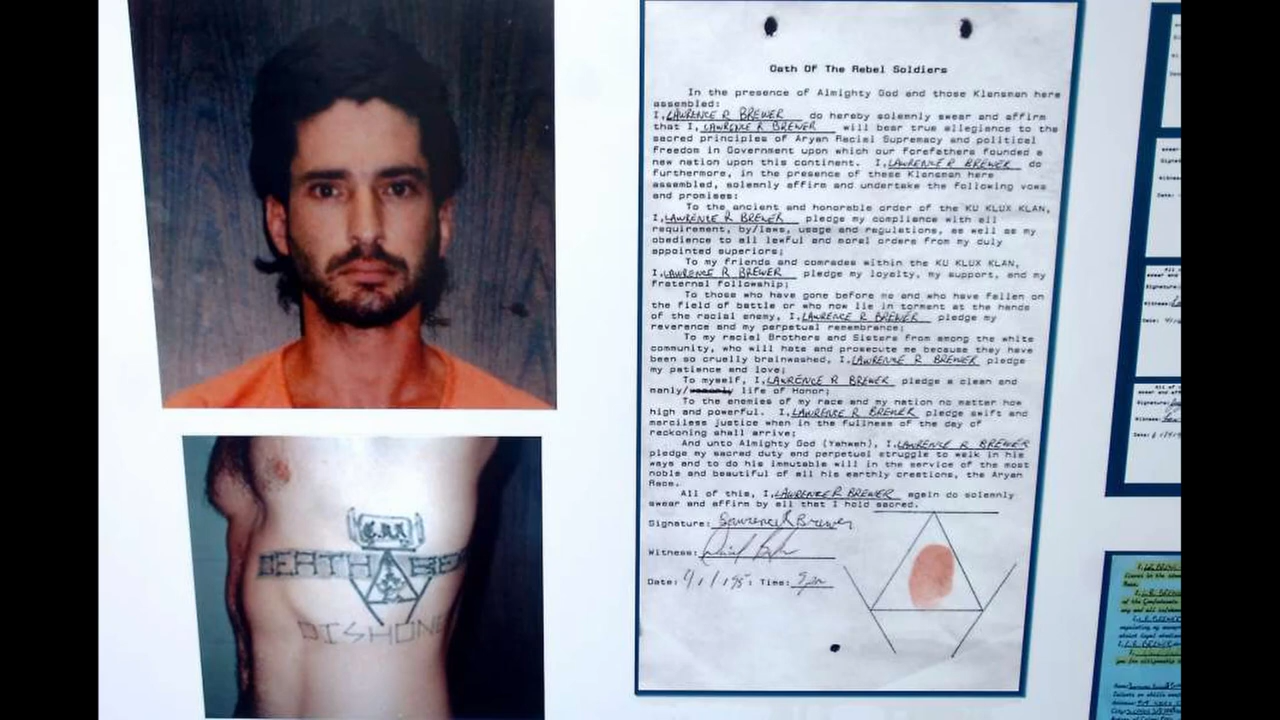 Oath Of The Rebel Soldiers
In the presence of Almighty God and those Klansman here
assembled:
I, LAWRENCE R BREWER do hereby solemnly swear and affirm
that I, LAWRENCE R BREWER will bear true allegiance to the
sacred principles of Aryan Racial Supremacy and political
freedom in Government upon which our forefathers founded a
new nation upon this continent. I, LAWRENCE R BREWER do
furthermore, in the presence of these Klansman here
assembled, solemnly affirm and undertake the following vows
and promises:
To the ancient and honorable order of the KU KLUX KLAN,
I, LAWRENCE R BREWER pledge my compliance with all
requirement, by/laws, usage and regulations, as well as my
obedience to all lawful and moral orders from my duly
appointed superiors;
To my friends and comrades within the KU KLUX KLAN,
I, LAWRENCE R BREWER pledge my loyalty, my support, and my
fraternal followship;
To those who have gone before me and who have fallen on
the field of battle or who now lie in torment at the hands
of the racial enemy, I, LAWRENCE R BREWER pledge my
reverance and my perpetual remembrance;
To my racial Brothers and Sisters from among the white
community, who will hate and prosecute me because they have
been so cruelly brainwashed, I, LAWRENCE R BREWER pledge
my patience and love;
To myself, I, LAWRENCE R BREWER pledge a clean and
manly/ life of Honor;
To the enemies of my race and my nation no matter how
high and powerful. I, LAWRENCE R BREWER pledge swift and
merciless justice when in the fullness of the day of
reckoning shall arrive;
And unto Almighty God (Yahweh), I, LAWRENCE R BREWER
pledge my sacred duty and perpetual struggle to walk in his
ways and to do his immutable will in the service of the most
noble and beautiful of all his earthly creations, the Aryan
Race.
All of this, I, LAWRENCE R BREWER again do solemnly
swear and affirm by all that I hold sacred.
Signature: Lawrence R Brewer
Witness:
Date: 9/1/95: Time: 9pm
DEATH BE
DISHON